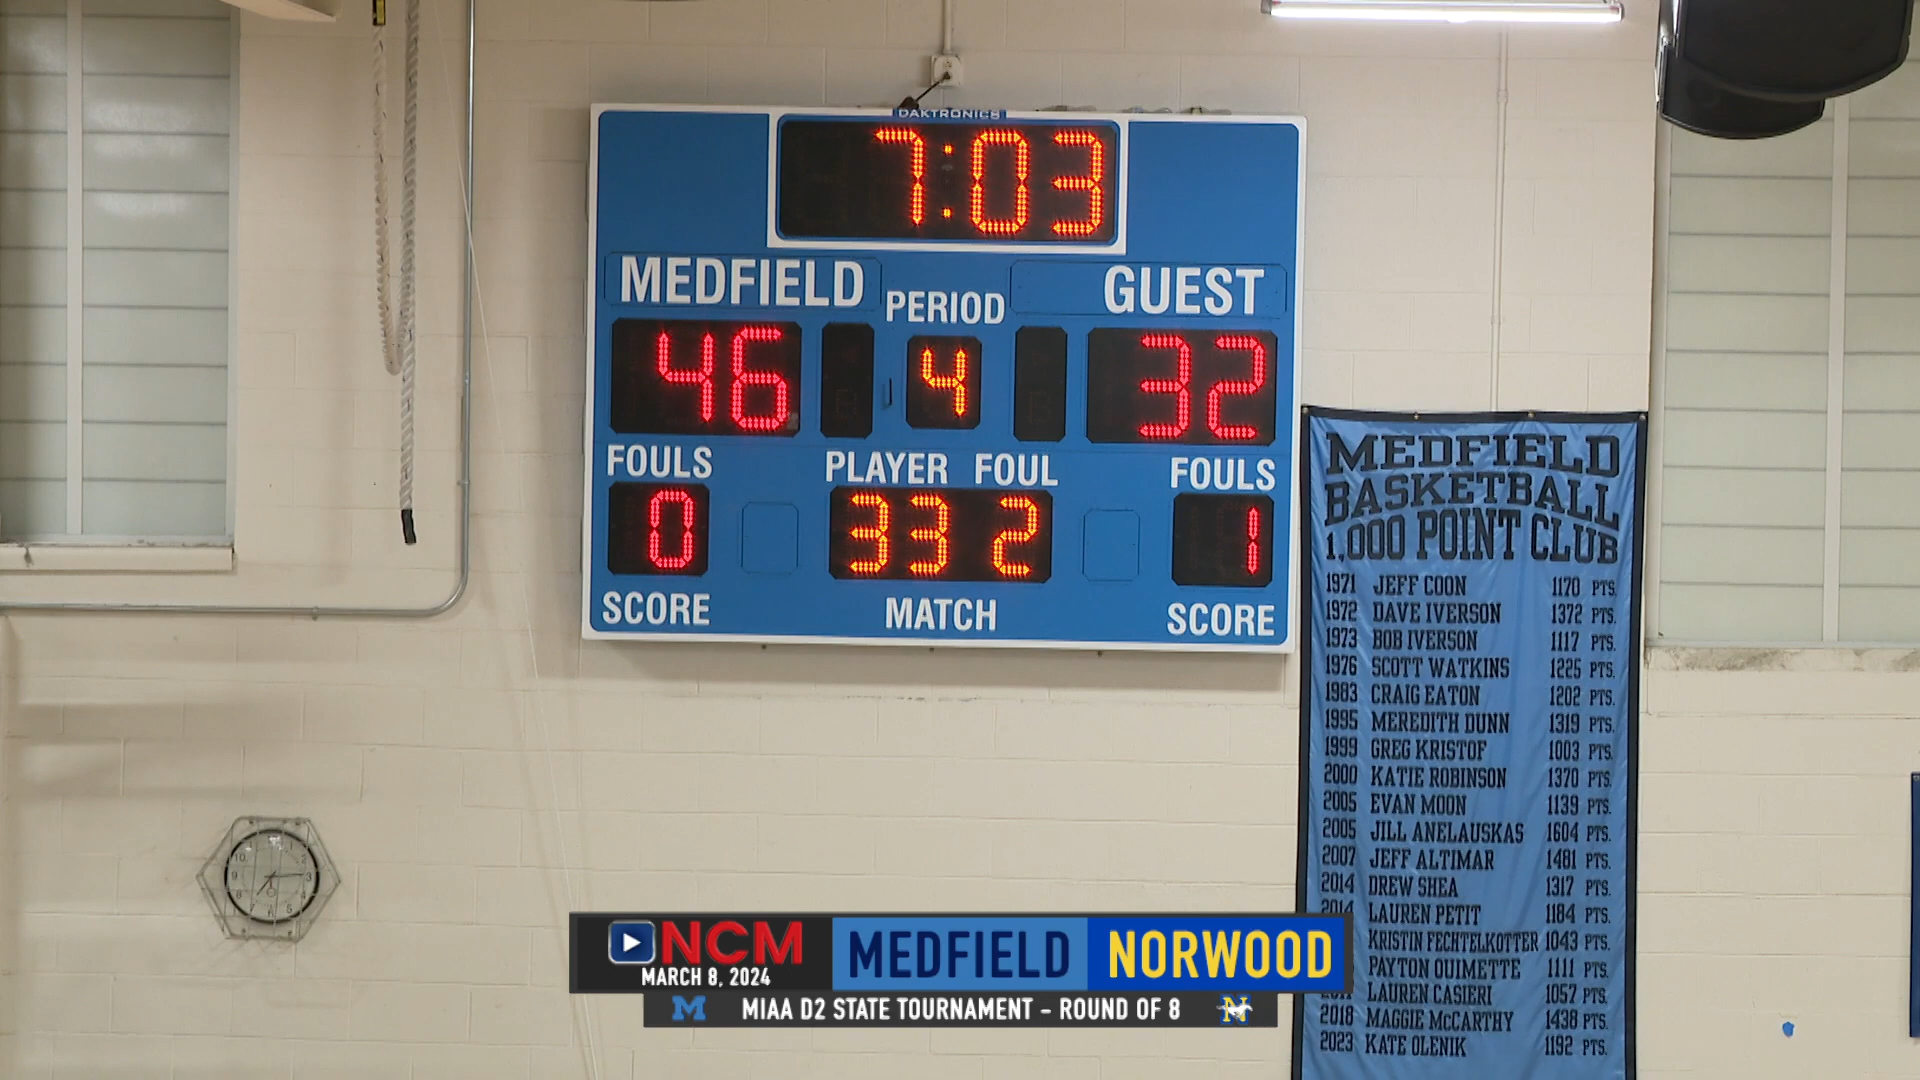 DAKTRONICS
7:03
MEDFIELD
PERIOD
GUEST
46
4
32
FOULS
PLAYER FOUL
FOULS
0
33 2
1
SCORE
MATCH
SCORE
MEDFIELD
BASKETBALL
1,000 POINT CLUB
1971 JEFF COON 1170 PTS.
1972 DAVE IVERSON 1372 PTS.
1973 BOB IVERSON 1117 PTS.
1976 SCOTT WATKINS 1225 PTS.
1983 CRAIG EATON 1202 PTS.
1995 MEREDITH DUNN 1319 PTS.
1999 GREG KRISTOF 1003 PTS.
2000 KATIE ROBINSON 1370 PTS.
2005 EVAN MOON 1139 PTS.
2005 JILL ANELAUSKAS 1604 PTS.
2007 JEFF ALTIMAR 1481 PTS.
2014 DREW SHEA 1317 PTS.
2014 LAUREN PETIT 1184 PTS.
KRISTIN FECHTELKOTTER 1043 PTS.
PAYTON OUIMETTE 1111 PTS.
LAUREN CASIERI 1057 PTS.
2018 MAGGIE McCARTHY 1438 PTS.
2023 KATE OLENIK 1192 PTS.
NCM
MARCH 8, 2024
MEDFIELD
NORWOOD
M MIAA D2 STATE TOURNAMENT - ROUND OF 8 N